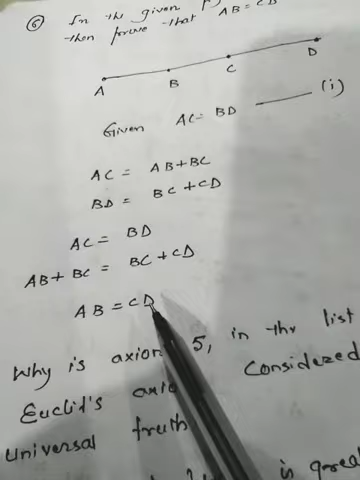 ⑥ In the given
then prove that AB = CD
A B C D
Given AC = BD (i)
AC = AB + BC
BD = BC + CD
AC = BD
AB + BC = BC + CD
AB = CD
Why is axiom 5, in the list
Euclid's
Considered
universal truth
is